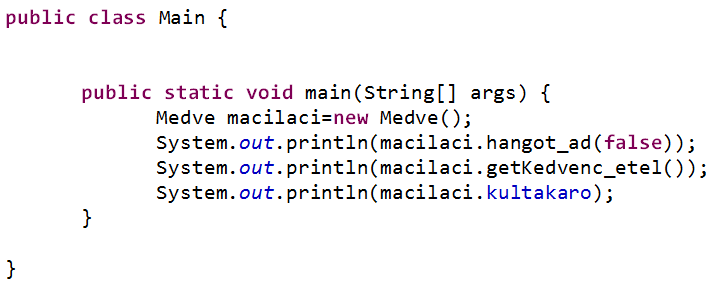 public class Main {
public static void main(String[] args) {
Medve macilaci=new Medve();
System.out.println(macilaci.hangot_ad(false));
System.out.println(macilaci.getKedvenc_etel());
System.out.println(macilaci.kultakaro);
}
}